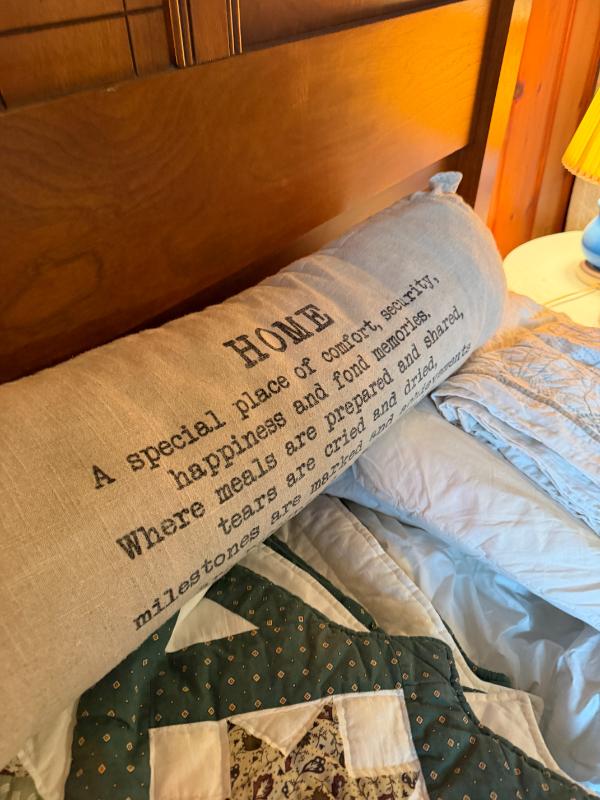 HOME
A special place of comfort, security,
happiness and fond memories.
Where meals are prepared and shared,
tears are cried and dried,
milestones are marked and achievements